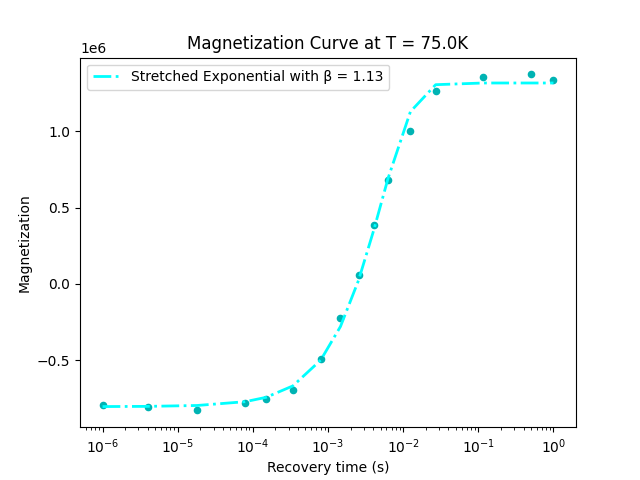 Magnetization Curve at T = 75.0K
1e6
Stretched Exponential with β = 1.13
Magnetization
1.0
0.5
0.0
−0.5
10⁻⁶ 10⁻⁵ 10⁻⁴ 10⁻³ 10⁻² 10⁻¹ 10⁰
Recovery time (s)